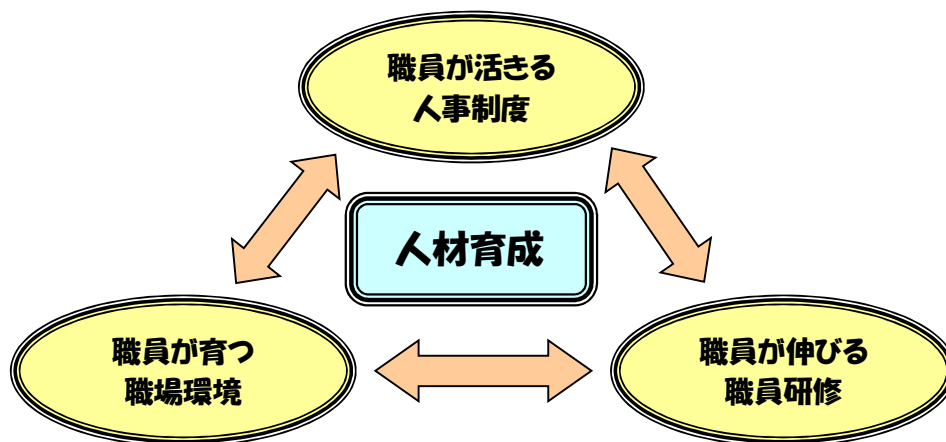 職員が活きる
人事制度
人材育成
職員が育つ
職場環境
職員が伸びる
職員研修